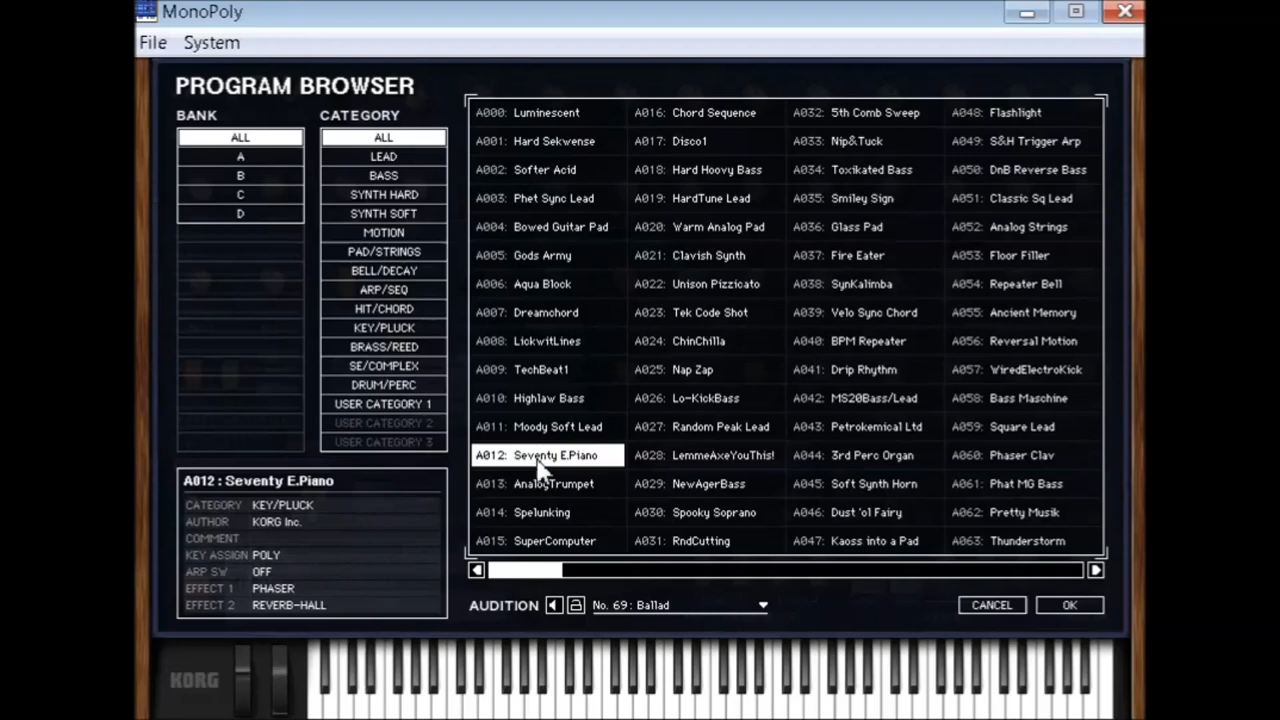 MonoPoly
File System
PROGRAM BROWSER
BANK
ALL
A
B
C
D
CATEGORY
ALL
LEAD
BASS
SYNTH HARD
SYNTH SOFT
MOTION
PAD/STRINGS
BELL/DECAY
ARP/SEQ
HIT/CHORD
KEY/PLUCK
BRASS/REED
SE/COMPLEX
DRUM/PERC
USER CATEGORY 1
USER CATEGORY 2
USER CATEGORY 3
A012 : Seventy E.Piano
CATEGORY KEY/PLUCK
AUTHOR KORG Inc.
COMMENT
KEY ASSIGN POLY
ARP SW OFF
EFFECT 1 PHASER
EFFECT 2 REVERB-HALL
A000: Luminescent
A001: Hard Sekwense
A002: Softer Acid
A003: Phet Sync Lead
A004: Bowed Guitar Pad
A005: Gods Army
A006: Aqua Block
A007: Dreamchord
A008: LickwitLines
A009: TechBeat1
A010: Highlaw Bass
A011: Moody Soft Lead
A012: Seventy E.Piano
A013: AnalogTrumpet
A014: Spelunking
A015: SuperComputer
A016: Chord Sequence
A017: Disco1
A018: Hard Hoovy Bass
A019: HardTune Lead
A020: Warm Analog Pad
A021: Clavish Synth
A022: Unison Pizzicato
A023: Tek Code Shot
A024: ChinChilla
A025: Nap Zap
A026: Lo-KickBass
A027: Random Peak Lead
A028: LemmeAxeYouThis!
A029: NewAgerBass
A030: Spooky Soprano
A031: RndCutting
A032: 5th Comb Sweep
A033: Nip&Tuck
A034: Toxikated Bass
A035: Smiley Sign
A036: Glass Pad
A037: Fire Eater
A038: SynKalimba
A039: Velo Sync Chord
A040: BPM Repeater
A041: Drip Rhythm
A042: MS20Bass/Lead
A043: Petrokemical Ltd
A044: 3rd Perc Organ
A045: Soft Synth Horn
A046: Dust 'ol Fairy
A047: Kaoss into a Pad
A048: Flashlight
A049: S&H Trigger Arp
A050: DnB Reverse Bass
A051: Classic Sq Lead
A052: Analog Strings
A053: Floor Filler
A054: Repeater Bell
A055: Ancient Memory
A056: Reversal Motion
A057: WiredElectroKick
A058: Bass Maschine
A059: Square Lead
A060: Phaser Clav
A061: Phat MG Bass
A062: Pretty Musik
A063: Thunderstorm
AUDITION No. 69 : Ballad
CANCEL OK
KORG